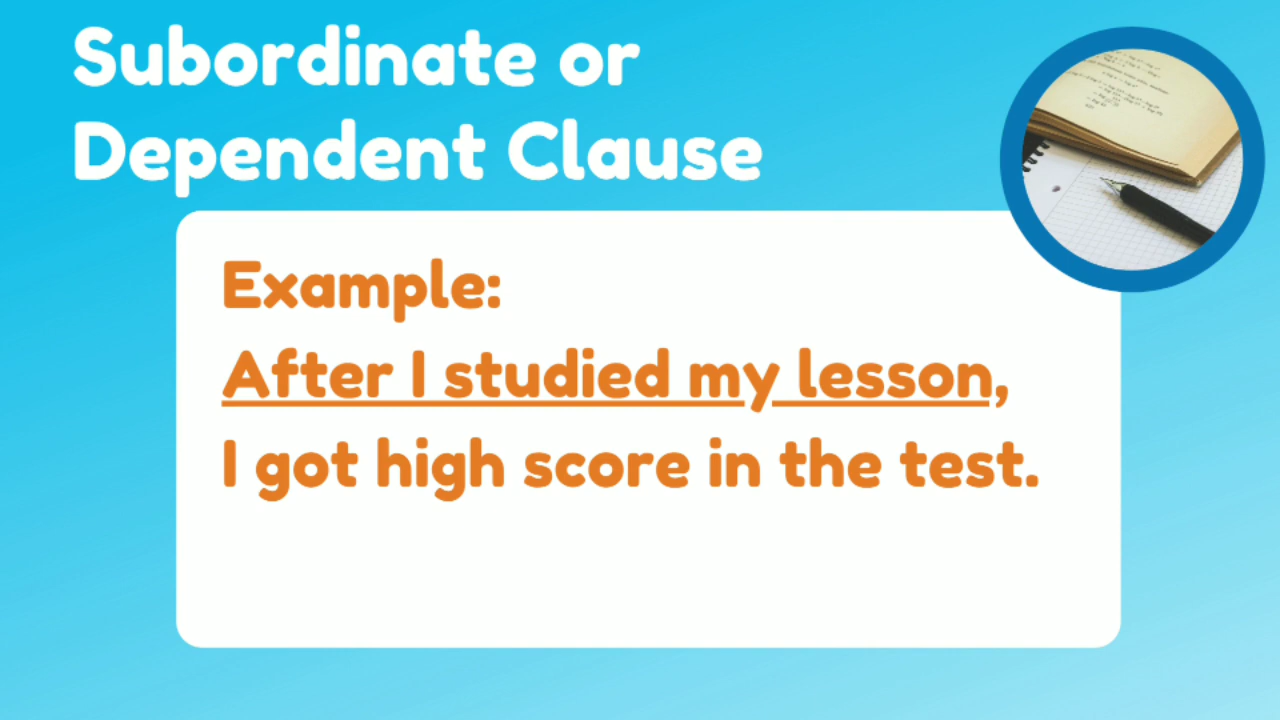 Subordinate or
Dependent Clause
Example:
After I studied my lesson,
I got high score in the test.